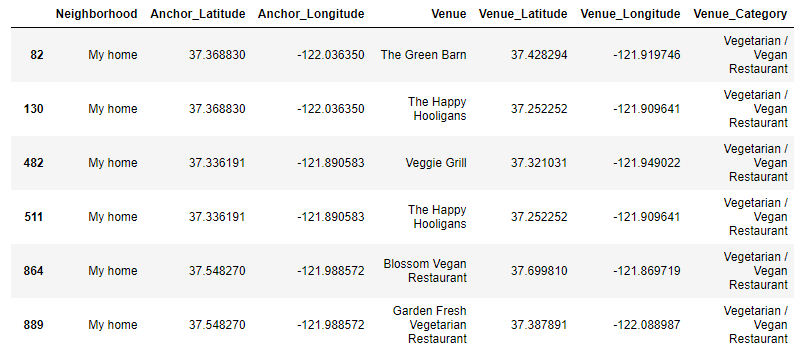 Neighborhood Anchor_Latitude Anchor_Longitude Venue Venue_Latitude Venue_Longitude Venue_Category
82 My home 37.368830 -122.036350 The Green Barn 37.428294 -121.919746 Vegetarian / Vegan Restaurant
130 My home 37.368830 -122.036350 The Happy Hooligans 37.252252 -121.909641 Vegetarian / Vegan Restaurant
482 My home 37.336191 -121.890583 Veggie Grill 37.321031 -121.949022 Vegetarian / Vegan Restaurant
511 My home 37.336191 -121.890583 The Happy Hooligans 37.252252 -121.909641 Vegetarian / Vegan Restaurant
864 My home 37.548270 -121.988572 Blossom Vegan Restaurant 37.699810 -121.869719 Vegetarian / Vegan Restaurant
889 My home 37.548270 -121.988572 Garden Fresh Vegetarian Restaurant 37.387891 -122.088987 Vegetarian / Vegan Restaurant